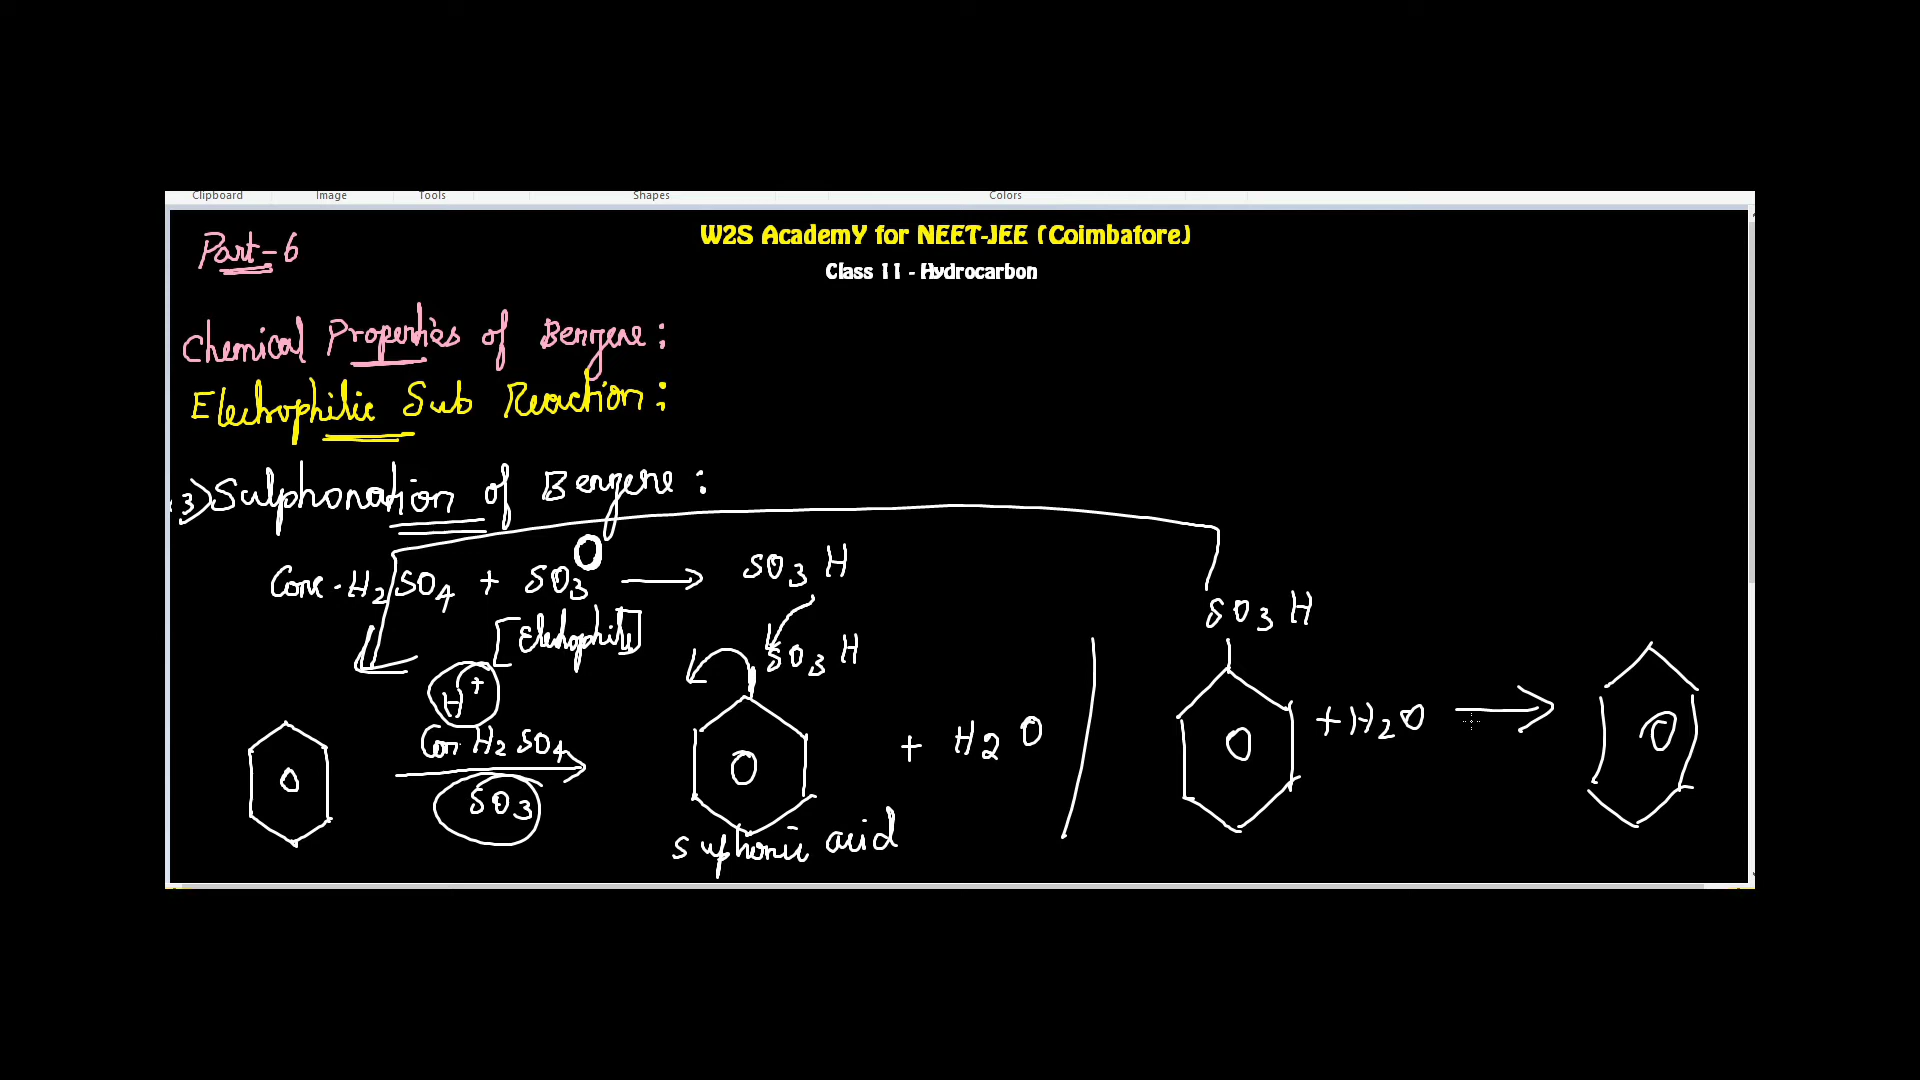 Clipboard Image Tools Shapes Colors
W2S AcademY for NEET-JEE (Coimbatore)
Part-6
Class 11 - Hydrocarbon
Chemical Properties of Benzene :
Electrophilic Sub Reaction :
3) Sulphonation of Benzene :
Conc - H2SO4 + SO3 → SO3H
[Electrophile]
SO3H
SO3H
H+
Con H2SO4
SO3
+ H2O
+ H2O →
Suphonic acid